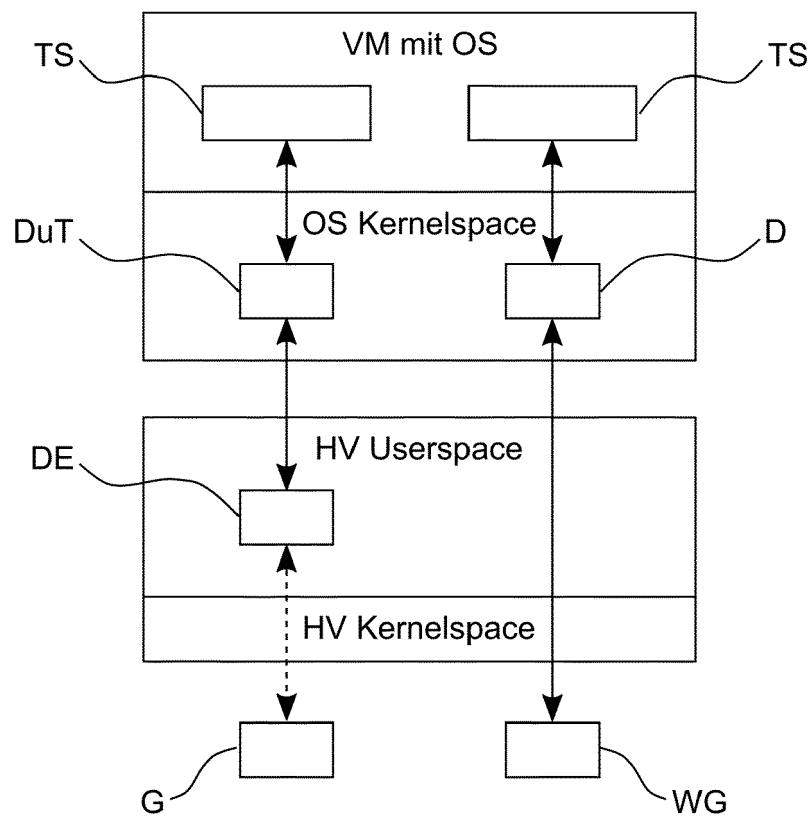 VM mit OS
TS
TS
OS Kernelspace
DuT
D
HV Userspace
DE
HV Kernelspace
G
WG